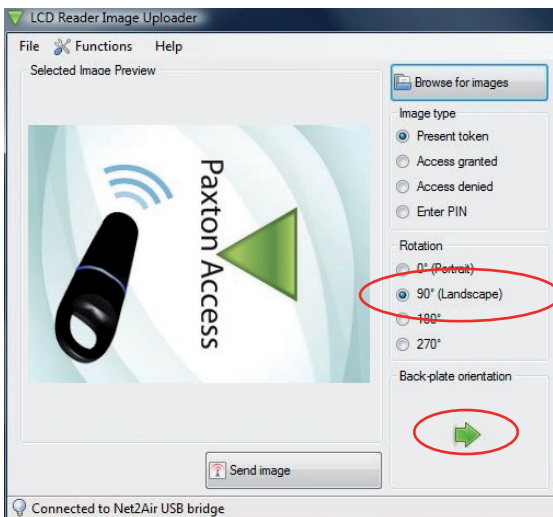 LCD Reader Image Uploader
File Functions Help
Selected Image Preview
Paxton Access
Browse for images
Image type
Present token
Access granted
Access denied
Enter PIN
Rotation
0° (Portrait)
90° (Landscape)
180°
270°
Back-plate orientation
Send image
Connected to Net2Air USB bridge